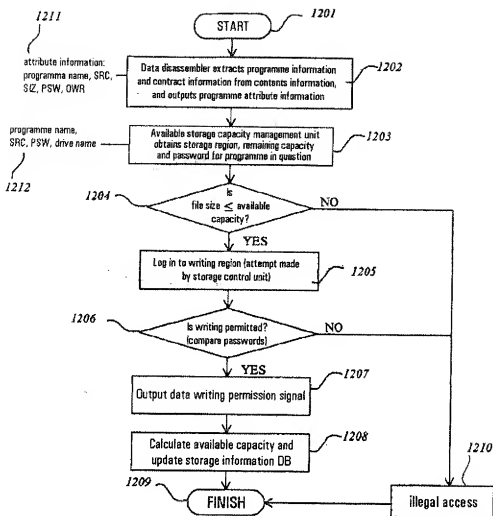 1211
START
1201
attribute information:
programme name, SRC,
SIZ, PSW, OWR
Data disassembler extracts programme information
and contract information from contents information,
and outputs programme attribute information
1202
programme name,
SRC, PSW, drive name
1212
Available storage capacity management unit
obtains storage region, remaining capacity
and password for programme in question
1203
1204
Is
file size ≤ available
capacity?
NO
YES
Log in to writing region (attempt made
by storage control unit)
1205
1206
Is writing permitted?
(compare passwords)
NO
YES
Output data writing permission signal
1207
Calculate available capacity and
update storage information DB
1208
1209
FINISH
1210
illegal access